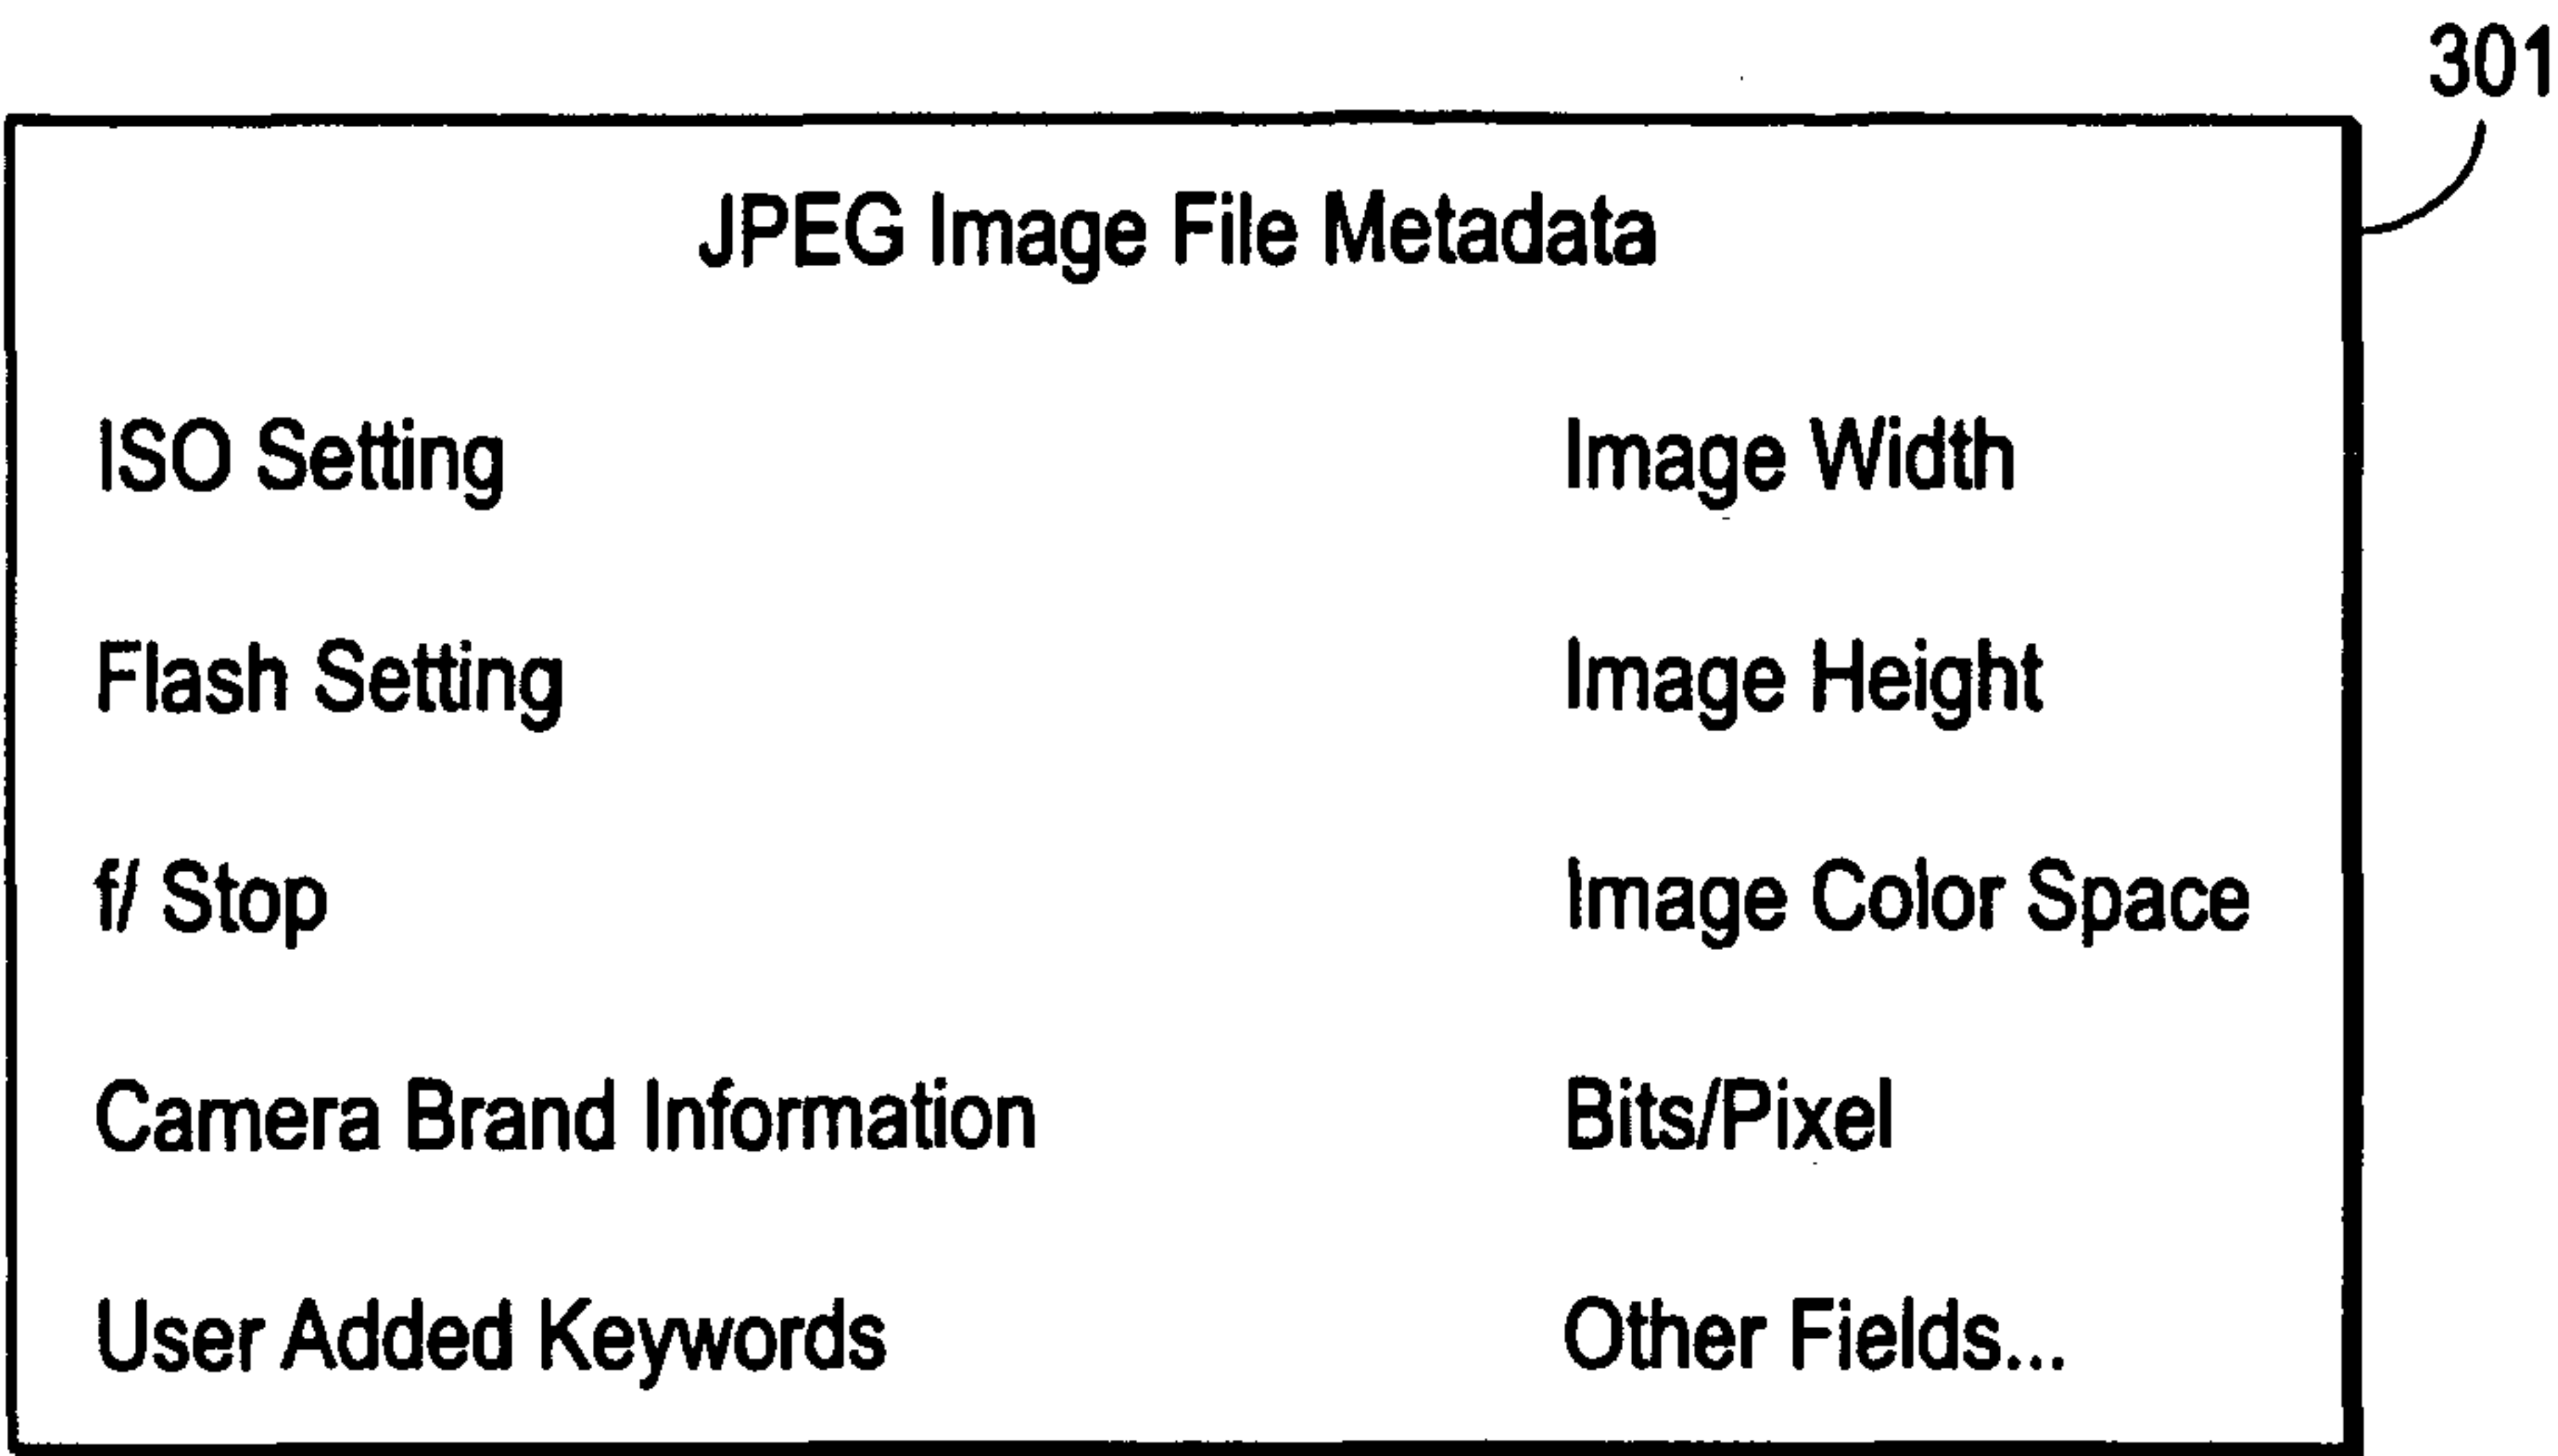 301
JPEG Image File Metadata
ISO Setting
Image Width
Flash Setting
Image Height
f/ Stop
Image Color Space
Camera Brand Information
Bits/Pixel
User Added Keywords
Other Fields...